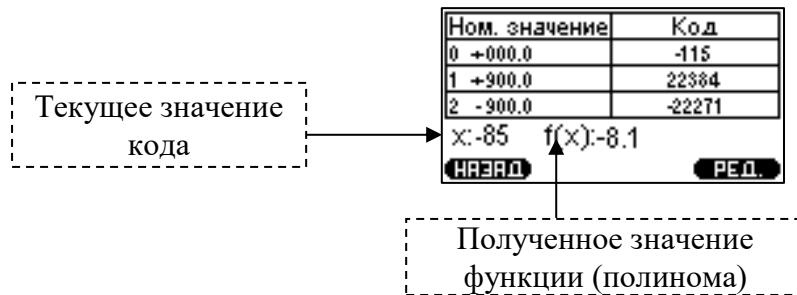 Ном. значение Код
0 +000.0 -115
1 +900.0 22384
2 -900.0 -22271
x:-85 f(x):-8.1
НАЗАД РЕД.
Текущее значение
кода
Полученное значение
функции (полинома)